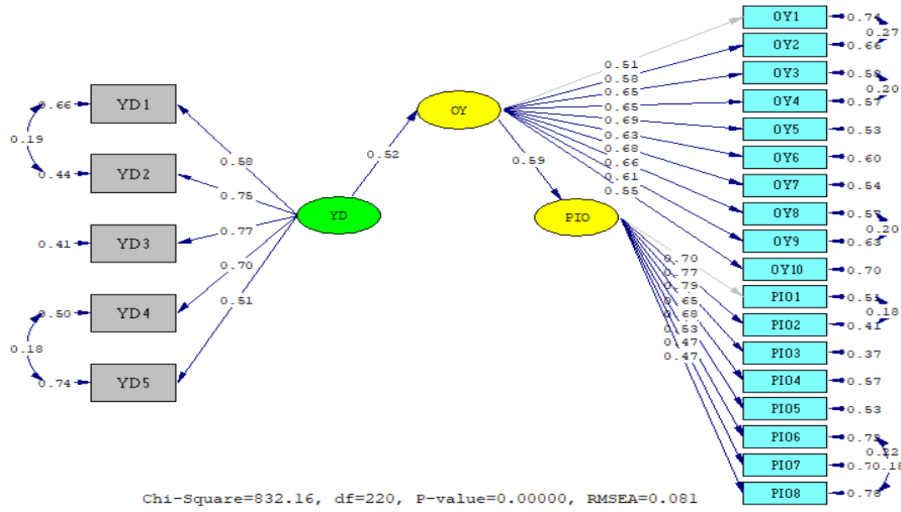 OY1
0.74
0.27
OY2
0.66
OY3
0.58
0.20
OY4
0.57
OY5
0.53
OY6
0.60
OY7
0.54
OY8
0.57
0.20
OY9
0.63
OY10
0.70
PIO1
0.51
0.18
PIO2
0.41
PIO3
0.37
PIO4
0.57
PIO5
0.53
PIO6
0.22
PIO7
0.70
0.18
PIO8
0.78
0.51
0.58
0.65
0.65
0.69
0.63
0.68
0.66
0.61
0.55
0.70
0.77
0.79
0.65
0.68
0.53
0.47
0.47
OY
PIO
0.59
0.52
YD
0.58
0.75
0.77
0.70
0.51
0.66
YD1
0.19
0.44
YD2
0.41
YD3
0.50
YD4
0.18
0.74
YD5
Chi-Square=832.16, df=220, P-value=0.00000, RMSEA=0.081